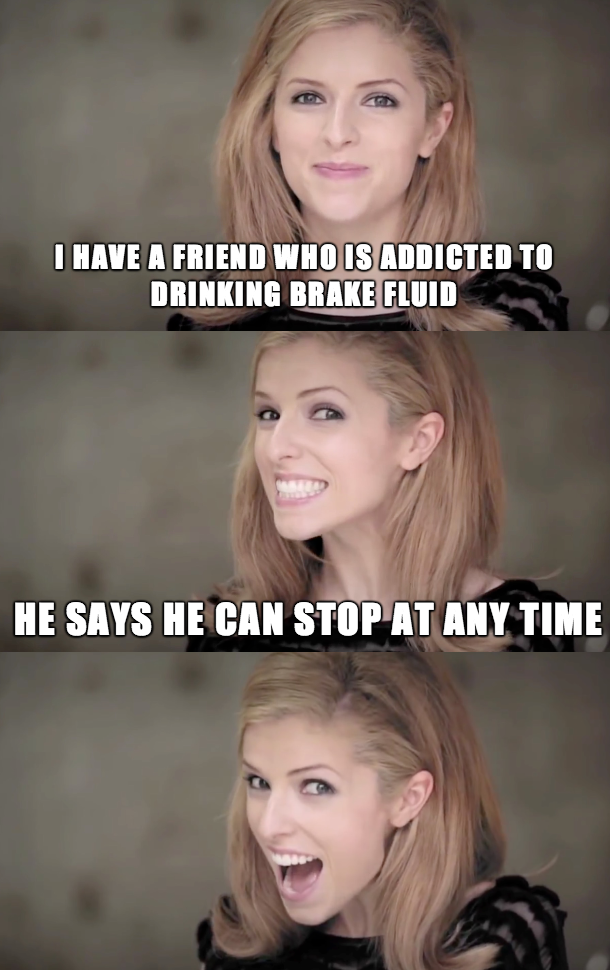 I HAVE A FRIEND WHO IS ADDICTED TO
DRINKING BRAKE FLUID
HE SAYS HE CAN STOP AT ANY TIME